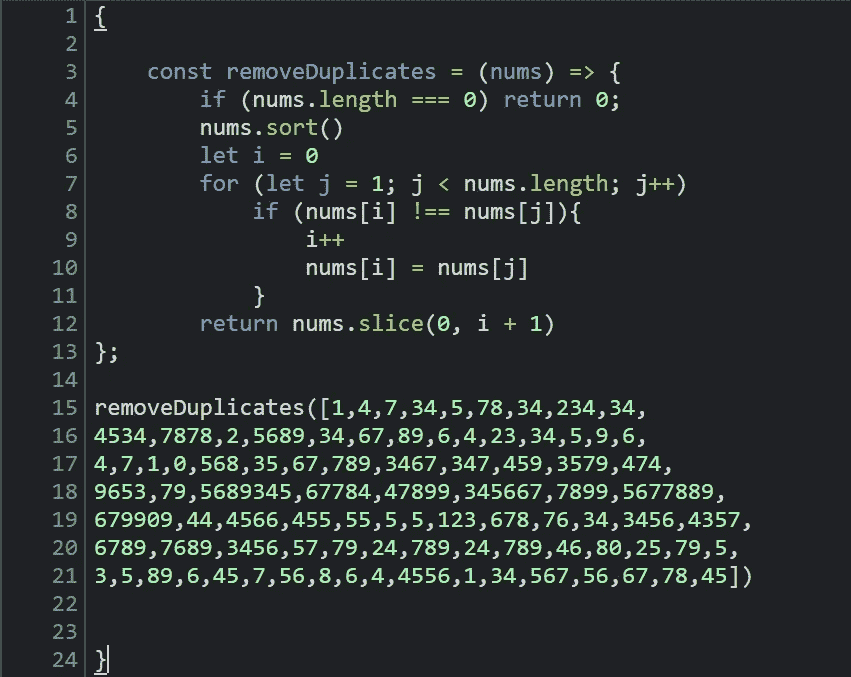 1 {
2
3     const removeDuplicates = (nums) => {
4         if (nums.length === 0) return 0;
5         nums.sort()
6         let i = 0
7         for (let j = 1; j < nums.length; j++)
8             if (nums[i] !== nums[j]){
9                 i++
10                 nums[i] = nums[j]
11             }
12         return nums.slice(0, i + 1)
13 };
14
15 removeDuplicates([1,4,7,34,5,78,34,234,34,
16 4534,7878,2,5689,34,67,89,6,4,23,34,5,9,6,
17 4,7,1,0,568,35,67,789,3467,347,459,3579,474,
18 9653,79,5689345,67784,47899,345667,7899,5677889,
19 679909,44,4566,455,55,5,5,123,678,76,34,3456,4357,
20 6789,7689,3456,57,79,24,789,24,789,46,80,25,79,5,
21 3,5,89,6,45,7,56,8,6,4,4556,1,34,567,56,67,78,45])
22
23
24 }